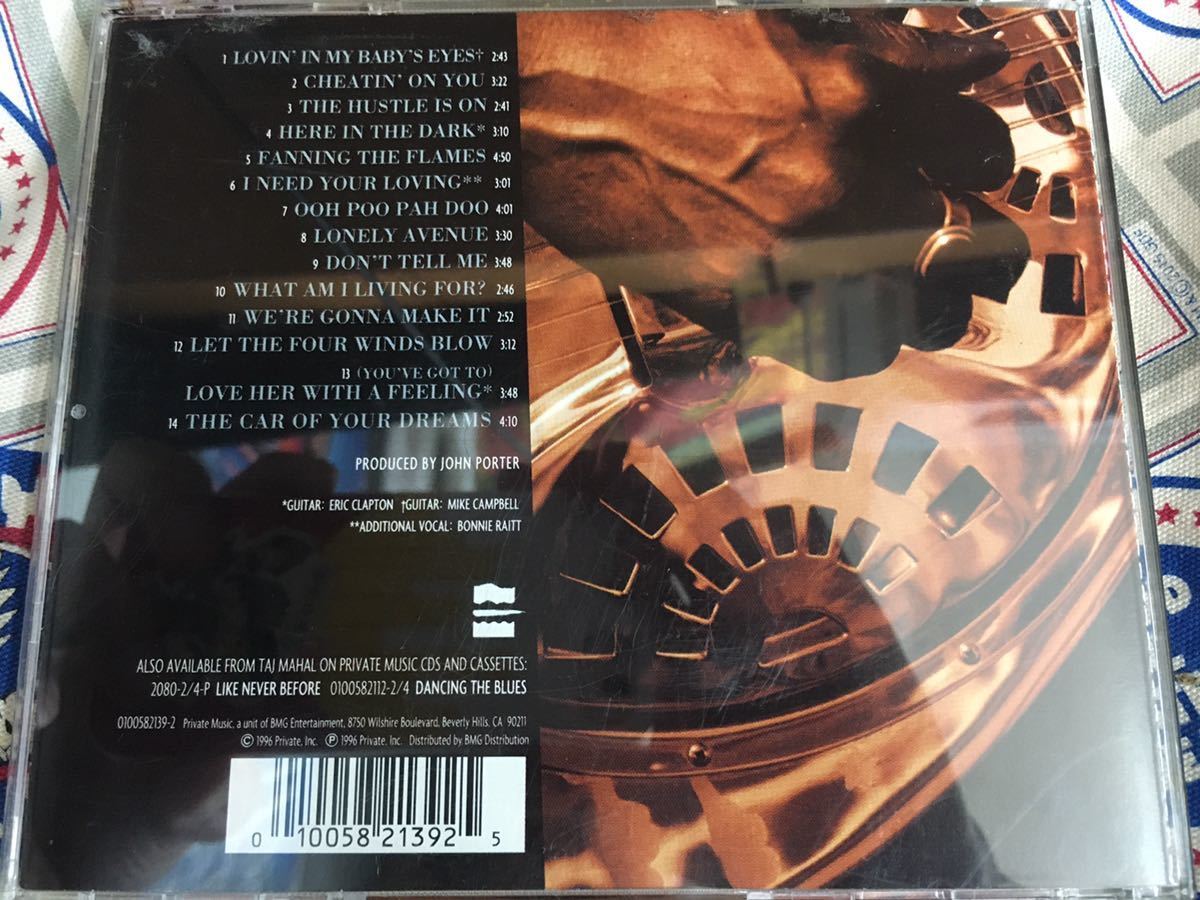 1 LOVIN' IN MY BABY'S EYES† 2:43
2 CHEATIN' ON YOU 3:22
3 THE HUSTLE IS ON 2:41
4 HERE IN THE DARK* 3:10
5 FANNING THE FLAMES 4:50
6 I NEED YOUR LOVING** 3:01
7 OOH POO PAH DOO 4:01
8 LONELY AVENUE 3:30
9 DON'T TELL ME 3:48
10 WHAT AM I LIVING FOR? 2:46
11 WE'RE GONNA MAKE IT 2:52
12 LET THE FOUR WINDS BLOW 3:12
13 (YOU'VE GOT TO)
LOVE HER WITH A FEELING* 3:48
14 THE CAR OF YOUR DREAMS 4:10
PRODUCED BY JOHN PORTER
*GUITAR: ERIC CLAPTON †GUITAR: MIKE CAMPBELL
**ADDITIONAL VOCAL: BONNIE RAITT
ALSO AVAILABLE FROM TAJ MAHAL ON PRIVATE MUSIC CDS AND CASSETTES:
2080-2/4-P LIKE NEVER BEFORE 0100582112-2/4 DANCING THE BLUES
0100582139-2 Private Music, a unit of BMG Entertainment, 8750 Wilshire Boulevard, Beverly Hills, CA 90211
© 1996 Private, Inc. ℗ 1996 Private, Inc. Distributed by BMG Distribution
0 10058 21392 5